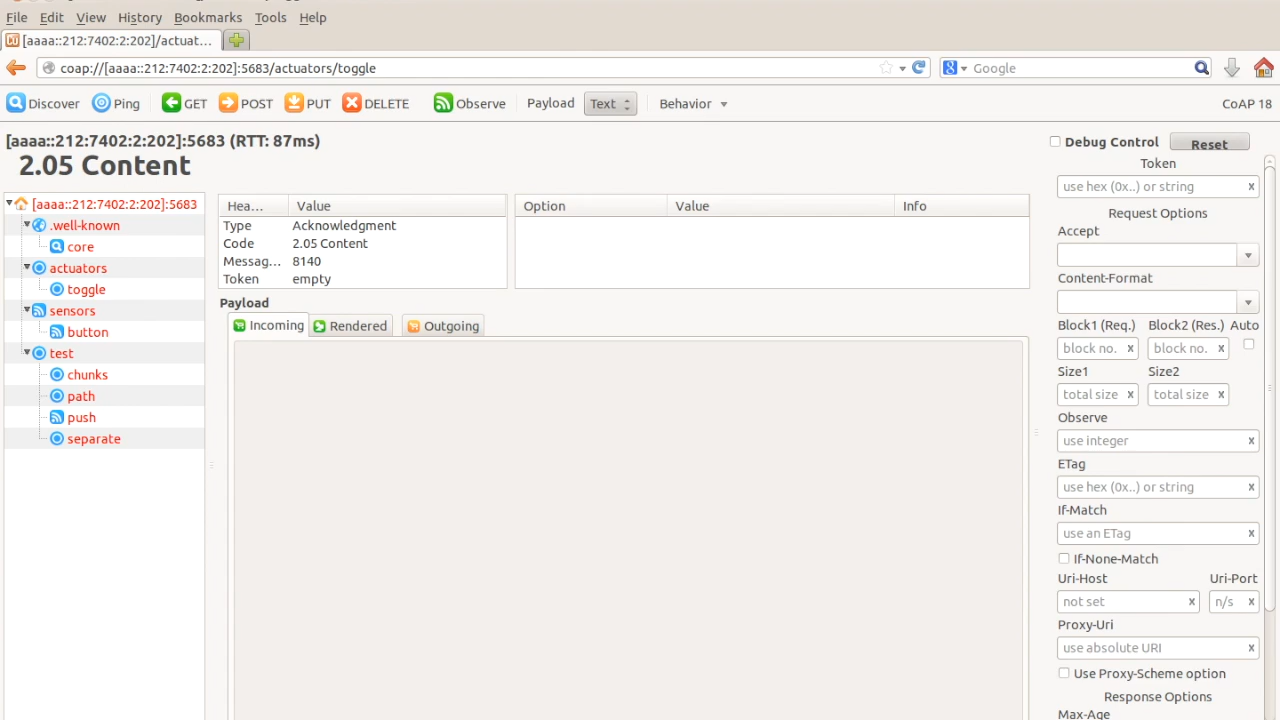 File Edit View History Bookmarks Tools Help
[aaaa::212:7402:2:202]/actuat...
coap://[aaaa::212:7402:2:202]:5683/actuators/toggle
Google
Discover Ping GET POST PUT DELETE Observe Payload Text Behavior CoAP 18
[aaaa::212:7402:2:202]:5683 (RTT: 87ms)
2.05 Content
[aaaa::212:7402:2:202]:5683
.well-known
core
actuators
toggle
sensors
button
test
chunks
path
push
separate
Hea... Value
Type Acknowledgment
Code 2.05 Content
Messag... 8140
Token empty
Option Value Info
Payload
Incoming Rendered Outgoing
Debug Control Reset
Token
use hex (0x..) or string x
Request Options
Accept
Content-Format
Block1 (Req.) Block2 (Res.) Auto
block no. x block no. x
Size1 Size2
total size x total size x
Observe
use integer x
ETag
use hex (0x..) or string x
If-Match
use an ETag x
If-None-Match
Uri-Host Uri-Port
not set x n/s x
Proxy-Uri
use absolute URI x
Use Proxy-Scheme option
Response Options
Max-Age